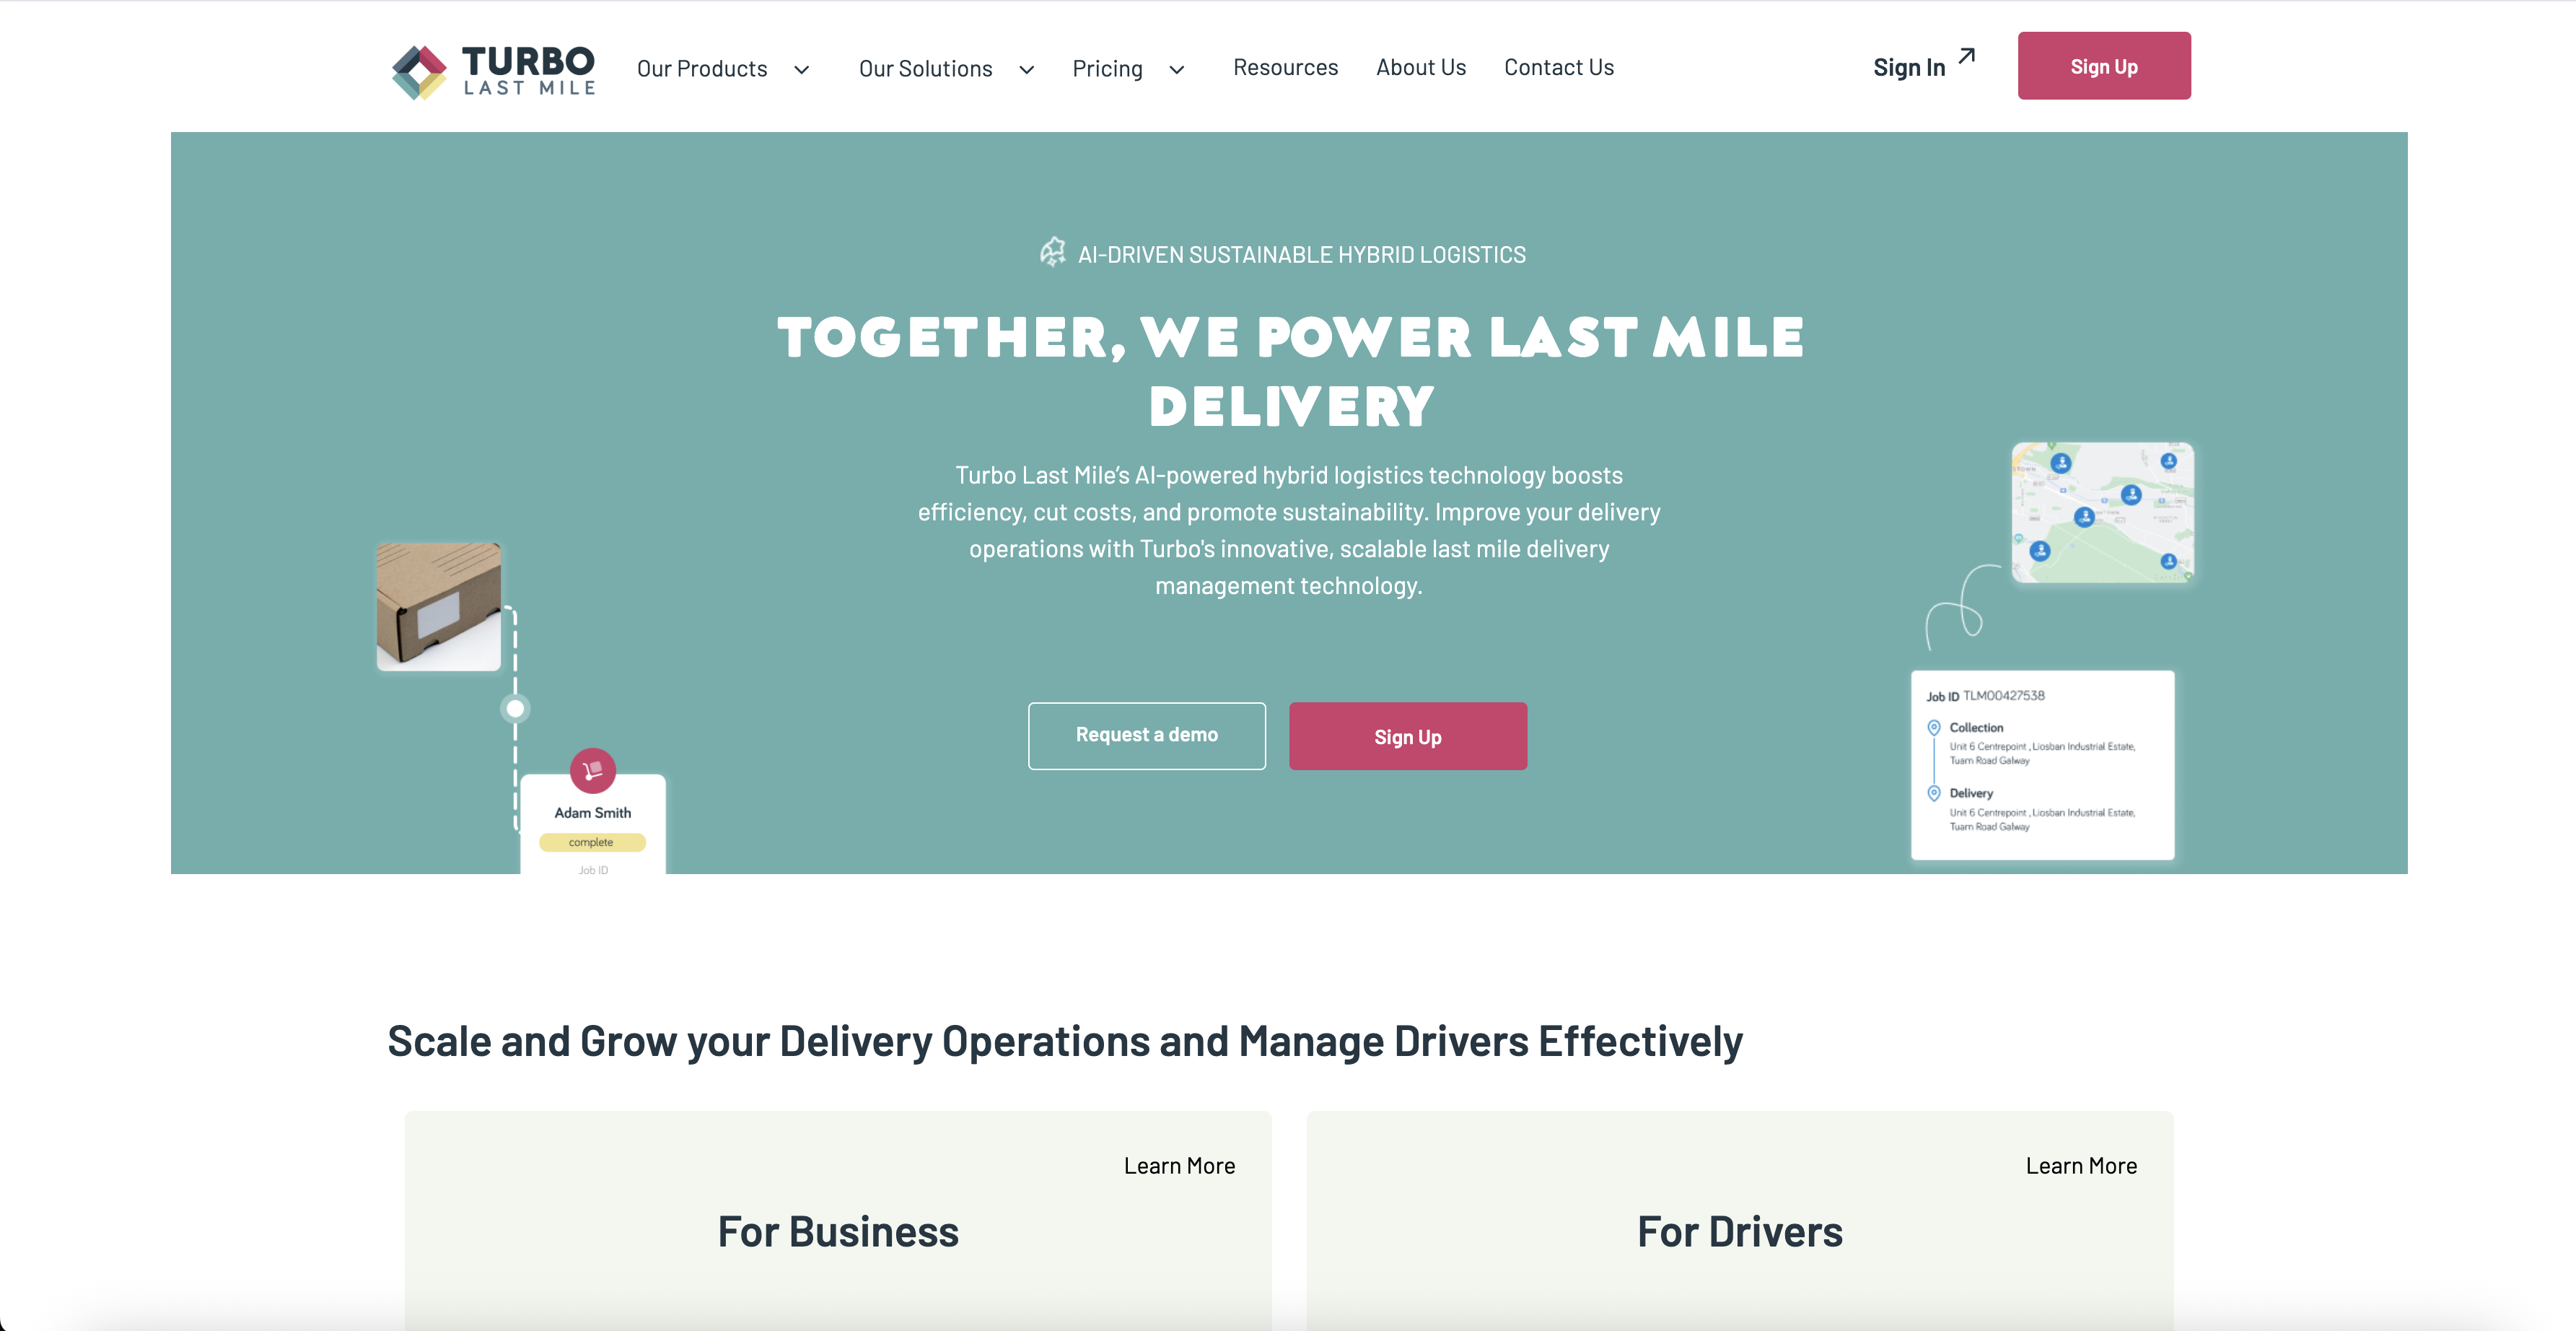 TURBO
LAST MILE
Our Products
Our Solutions
Pricing
Resources
About Us
Contact Us
Sign In
Sign Up
AI-DRIVEN SUSTAINABLE HYBRID LOGISTICS
TOGETHER, WE POWER LAST MILE
DELIVERY
Turbo Last Mile’s AI-powered hybrid logistics technology boosts
efficiency, cut costs, and promote sustainability. Improve your delivery
operations with Turbo's innovative, scalable last mile delivery
management technology.
Request a demo
Sign Up
Adam Smith
complete
Job ID
Job ID TLM00427538
Collection
Unit 6 Centrepoint , Liosban Industrial Estate,
Tuam Road Galway
Delivery
Unit 6 Centrepoint , Liosban Industrial Estate,
Tuam Road Galway
Scale and Grow your Delivery Operations and Manage Drivers Effectively
Learn More
For Business
Learn More
For Drivers